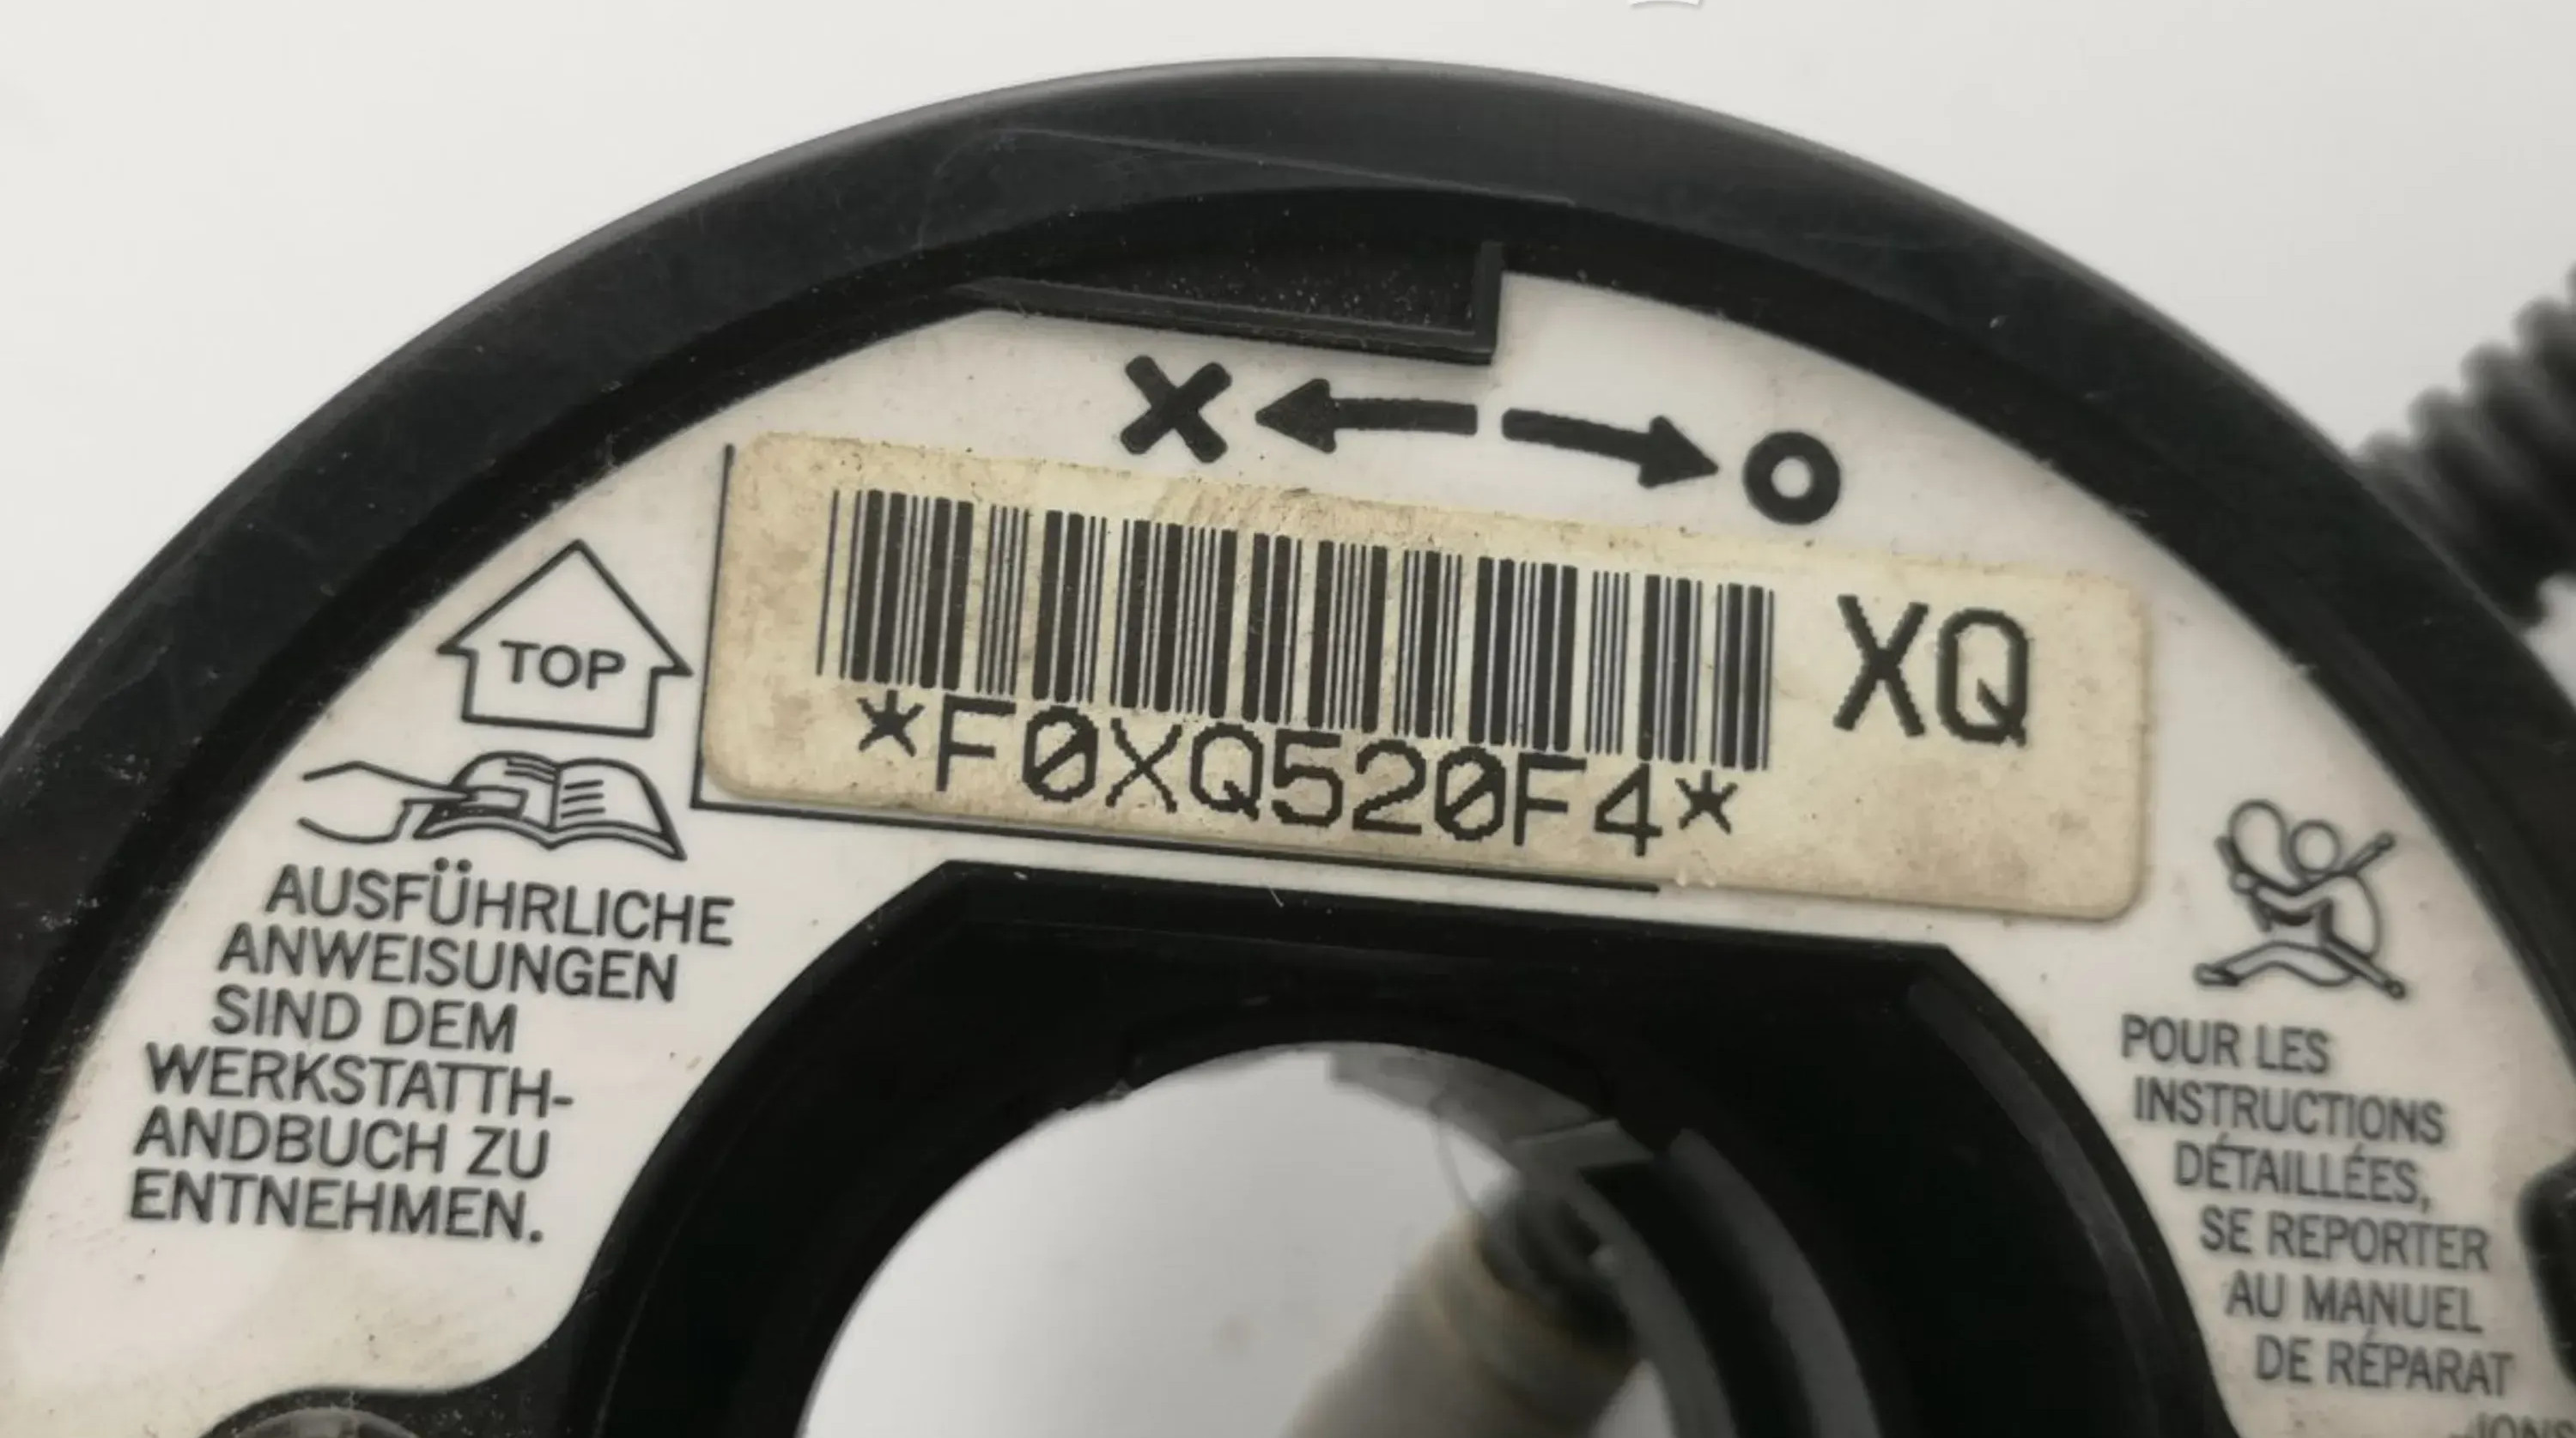 XQ
*F0XQ520F4*
TOP
AUSFÜHRLICHE
ANWEISUNGEN
SIND DEM
WERKSTATTH-
ANDBUCH ZU
ENTNEHMEN.
POUR LES
INSTRUCTIONS
DÉTAILLÉES,
SE REPORTER
AU MANUEL
DE RÉPARAT